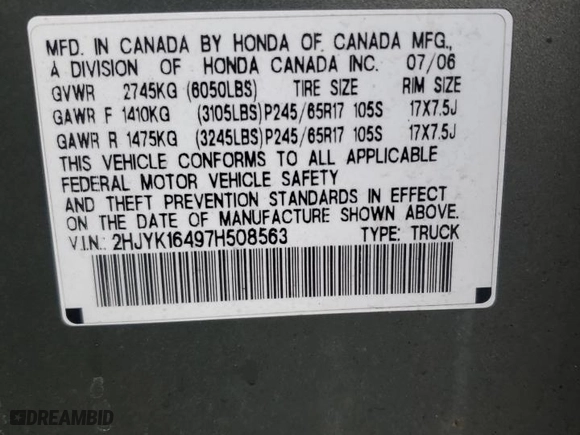 MFD. IN CANADA BY HONDA OF CANADA MFG.,
A DIVISION OF HONDA CANADA INC. 07/06
GVWR 2745KG (6050LBS) TIRE SIZE RIM SIZE
GAWR F 1410KG (3105LBS)P245/65R17 105S 17X7.5J
GAWR R 1475KG (3245LBS)P245/65R17 105S 17X7.5J
THIS VEHICLE CONFORMS TO ALL APPLICABLE
FEDERAL MOTOR VEHICLE SAFETY
AND THEFT PREVENTION STANDARDS IN EFFECT
ON THE DATE OF MANUFACTURE SHOWN ABOVE.
V.I.N.: 2HJYK16497H508563 TYPE: TRUCK
DREAMBID